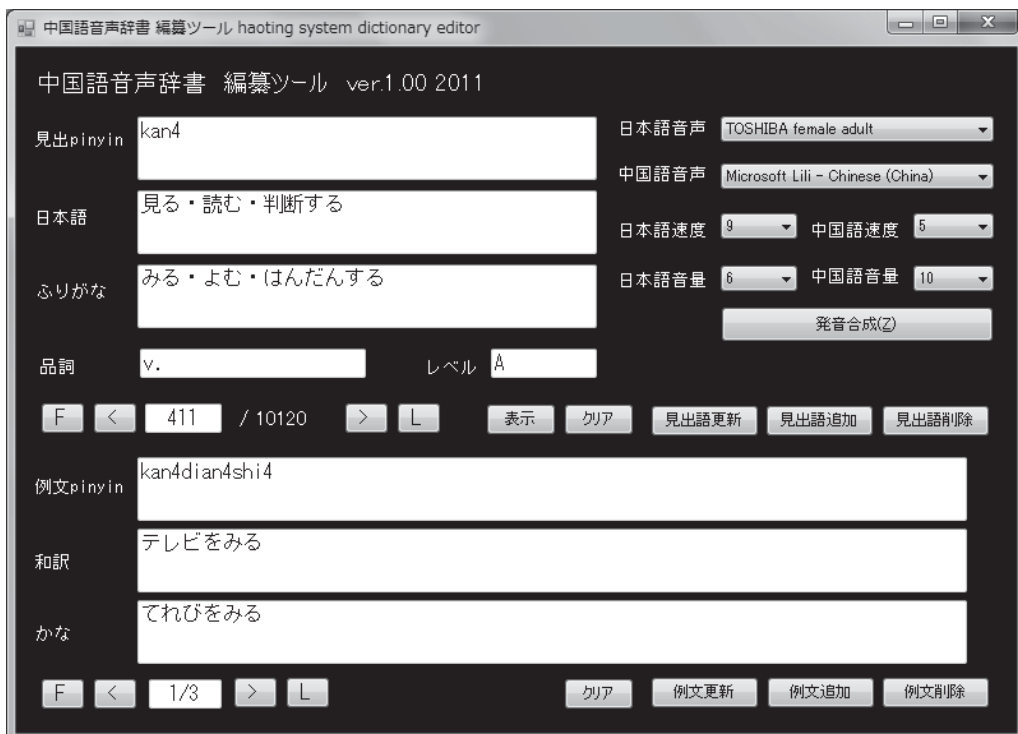 中国語音声辞書 編纂ツール haoting system dictionary editor
中国語音声辞書 編纂ツール ver.1.00 2011
見出pinyin kan4
日本語音声 TOSHIBA female adult
中国語音声 Microsoft Lili - Chinese (China)
日本語 見る・読む・判断する
日本語速度 9 中国語速度 5
ふりがな みる・よむ・はんだんする
日本語音量 6 中国語音量 10
発音合成(Z)
品詞 v. レベル A
F < 411 / 10120 > L 表示 クリア 見出語更新 見出語追加 見出語削除
例文pinyin kan4dian4shi4
和訳 テレビをみる
かな てれびをみる
F < 1/3 > L クリア 例文更新 例文追加 例文削除